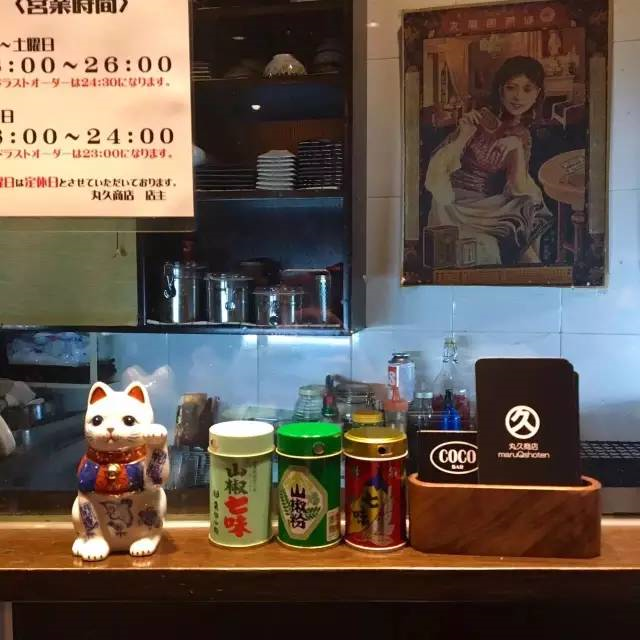 〈営業時間〉
～土曜日
:00～26:00
ラストオーダーは24:30になります。
日
:00～24:00
ラストオーダーは23:00になります。
曜日は定休日とさせていただいております。
丸久商店 店主
山椒
七味
山椒粉
七味
COCO
BAR
久
丸久商店
maruQshoten